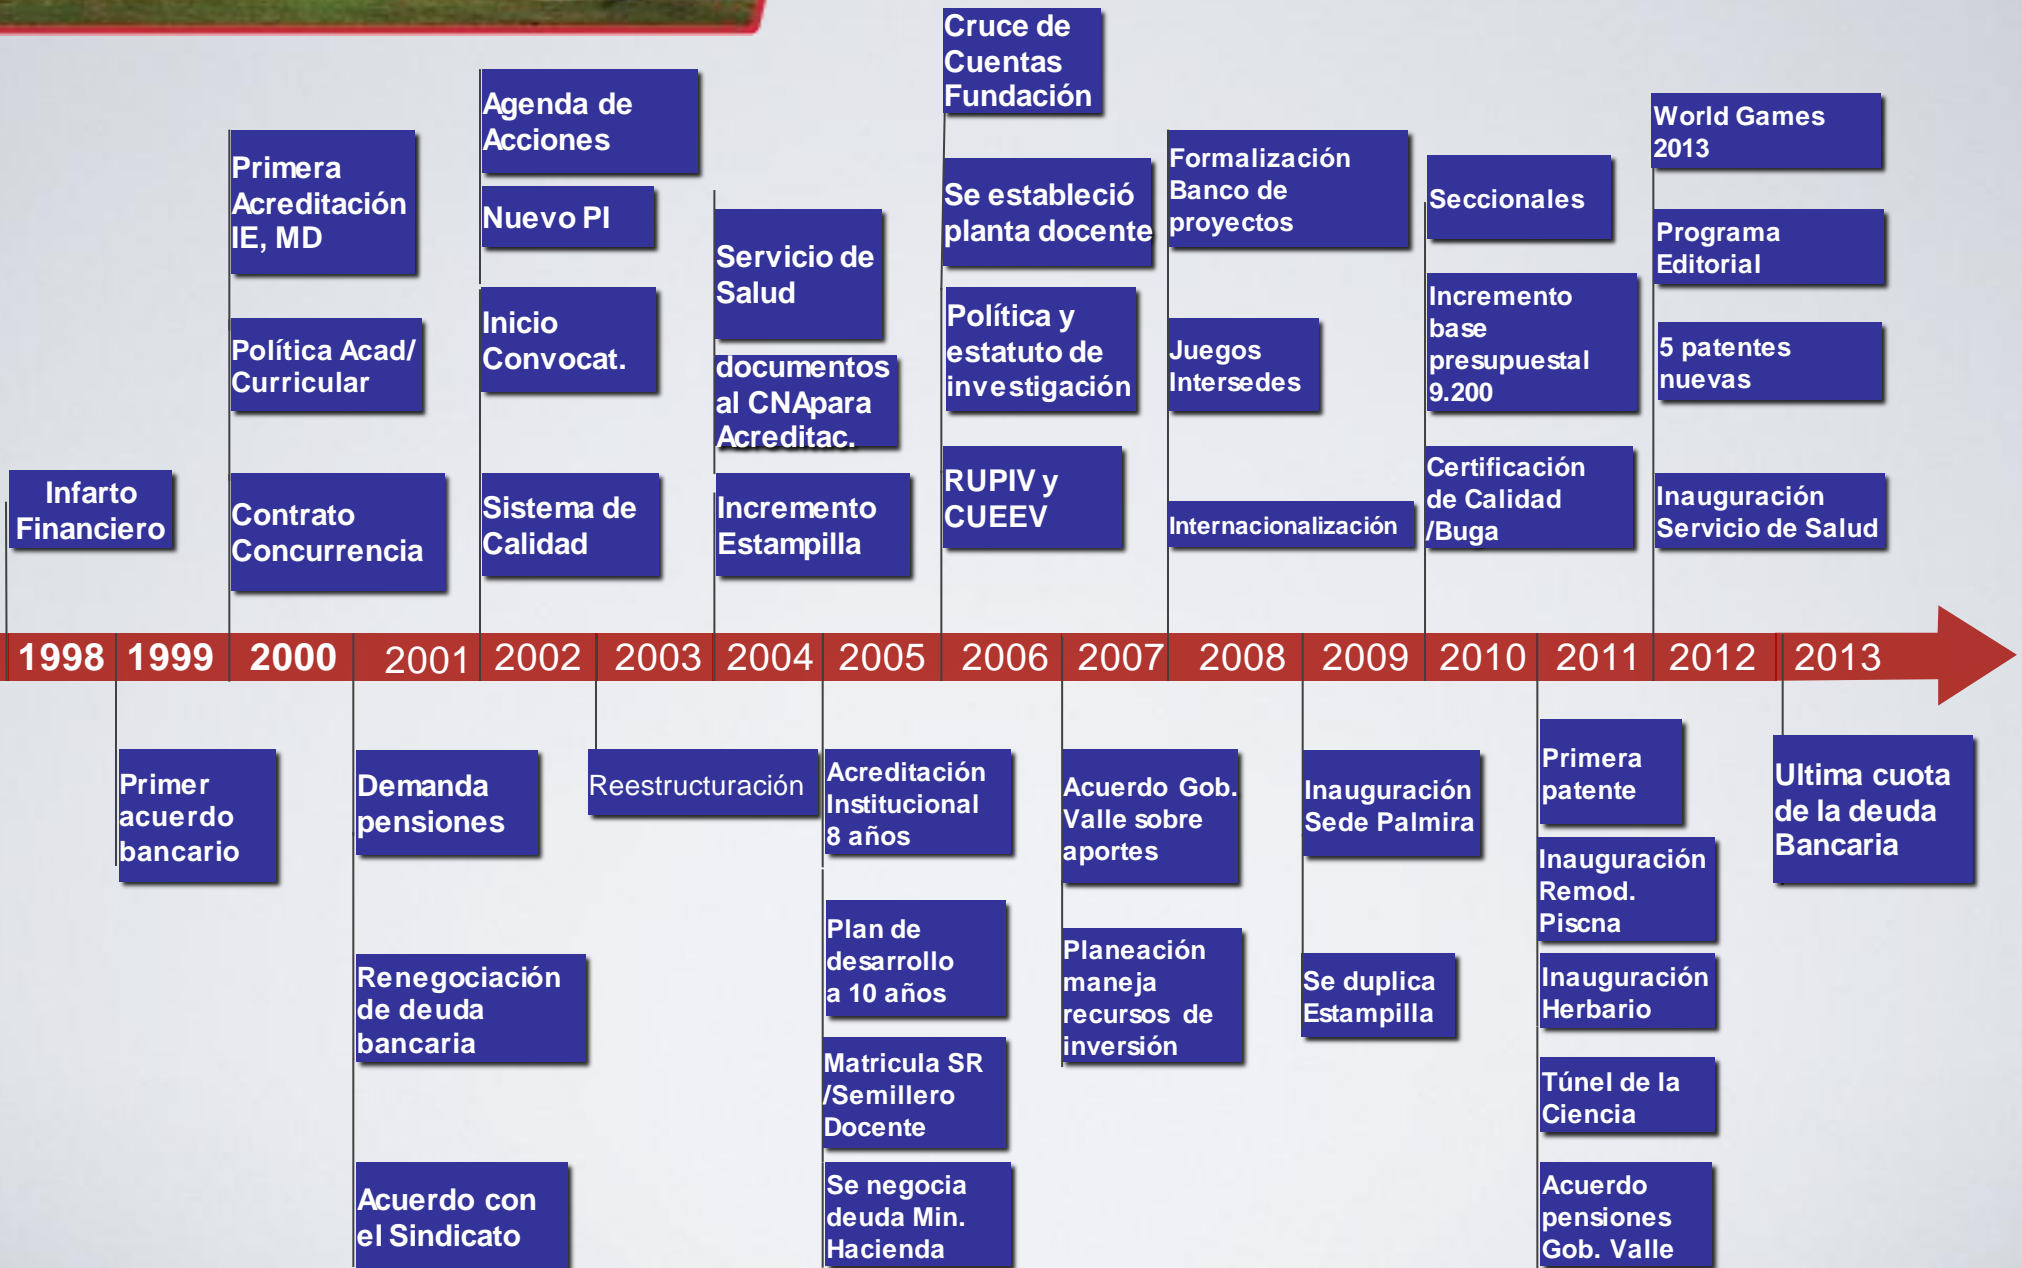 Infarto
Financiero
Primera
Acreditación
IE, MD
Política Acad/
Curricular
Contrato
Concurrencia
Agenda de
Acciones
Nuevo PI
Inicio
Convocat.
Sistema de
Calidad
Servicio de
Salud
documentos
al CNApara
Acreditac.
Incremento
Estampilla
Cruce de
Cuentas
Fundación
Se estableció
planta docente
Política y
estatuto de
investigación
RUPIV y
CUEEV
Formalización
Banco de
proyectos
Juegos
Intersedes
Internacionalización
Seccionales
Incremento
base
presupuestal
9.200
Certificación
de Calidad
/Buga
World Games
2013
Programa
Editorial
5 patentes
nuevas
Inauguración
Servicio de Salud
1998 1999 2000 2001 2002 2003 2004 2005 2006 2007 2008 2009 2010 2011 2012 2013
Primer
acuerdo
bancario
Demanda
pensiones
Renegociación
de deuda
bancaria
Acuerdo con
el Sindicato
Reestructuración
Acreditación
Institucional
8 años
Plan de
desarrollo
a 10 años
Matricula SR
/Semillero
Docente
Se negocia
deuda Min.
Hacienda
Acuerdo Gob.
Valle sobre
aportes
Planeación
maneja
recursos de
inversión
Inauguración
Sede Palmira
Se duplica
Estampilla
Primera
patente
Inauguración
Remod.
Piscna
Inauguración
Herbario
Túnel de la
Ciencia
Acuerdo
pensiones
Gob. Valle
Ultima cuota
de la deuda
Bancaria